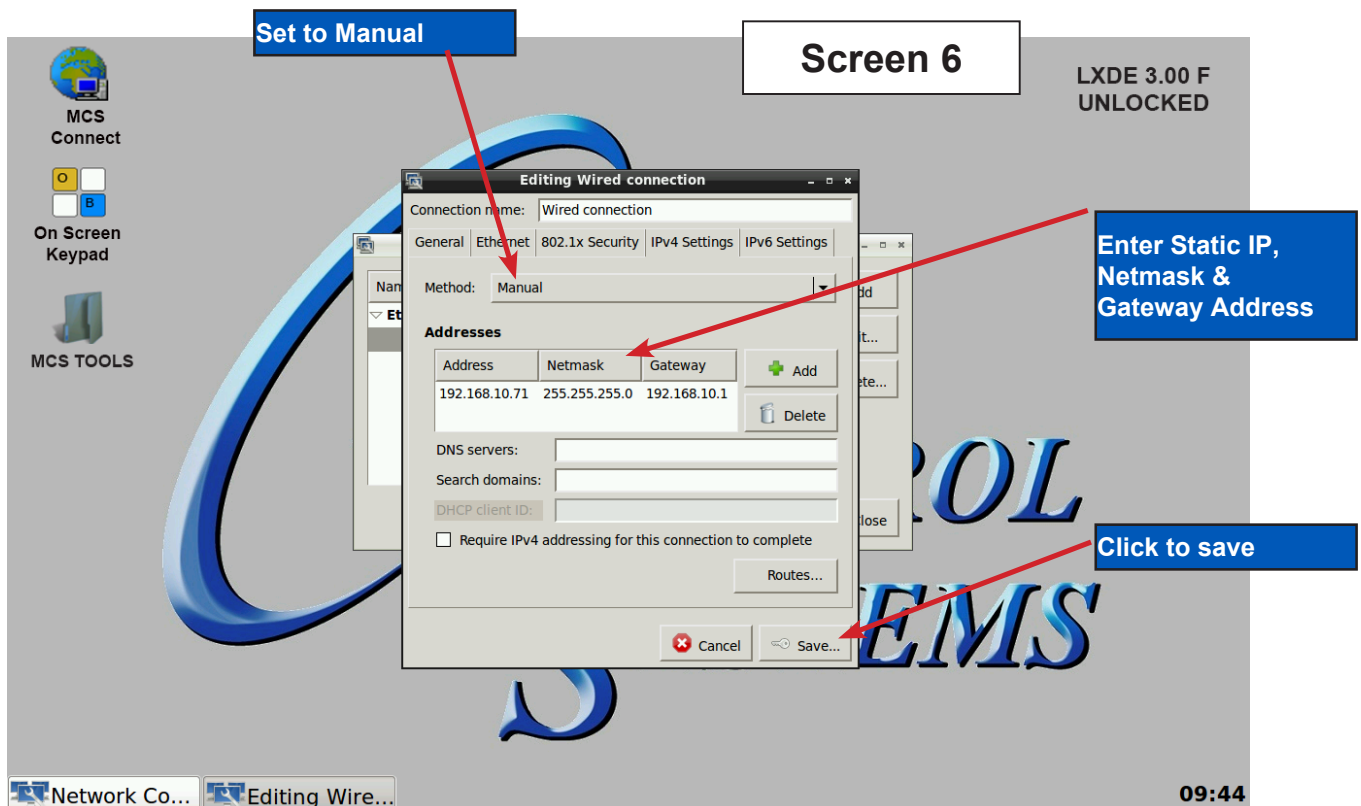 Set to Manual
Screen 6
LXDE 3.00 F
UNLOCKED
MCS
Connect
O
B
On Screen
Keypad
MCS TOOLS
Editing Wired connection
Connection name: Wired connection
General Ethernet 802.1x Security IPv4 Settings IPv6 Settings
Method: Manual
Addresses
Address Netmask Gateway
192.168.10.71 255.255.255.0 192.168.10.1
Add
Delete
DNS servers:
Search domains:
DHCP client ID:
Require IPv4 addressing for this connection to complete
Routes...
Cancel
Save...
Enter Static IP,
Netmask &
Gateway Address
Click to save
Network Co...
Editing Wire...
09:44